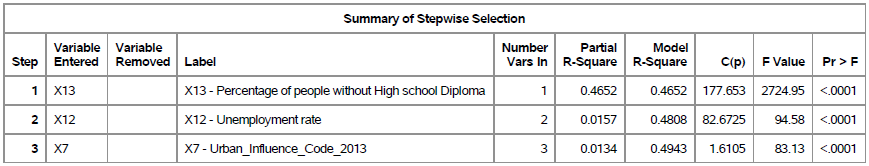 Summary of Stepwise Selection
Step Variable Entered Variable Removed Label Number Vars In Partial R-Square Model R-Square C(p) F Value Pr > F
1 X13 X13 - Percentage of people without High school Diploma 1 0.4652 0.4652 177.653 2724.95 <.0001
2 X12 X12 - Unemployment rate 2 0.0157 0.4808 82.6725 94.58 <.0001
3 X7 X7 - Urban_Influence_Code_2013 3 0.0134 0.4943 1.6105 83.13 <.0001